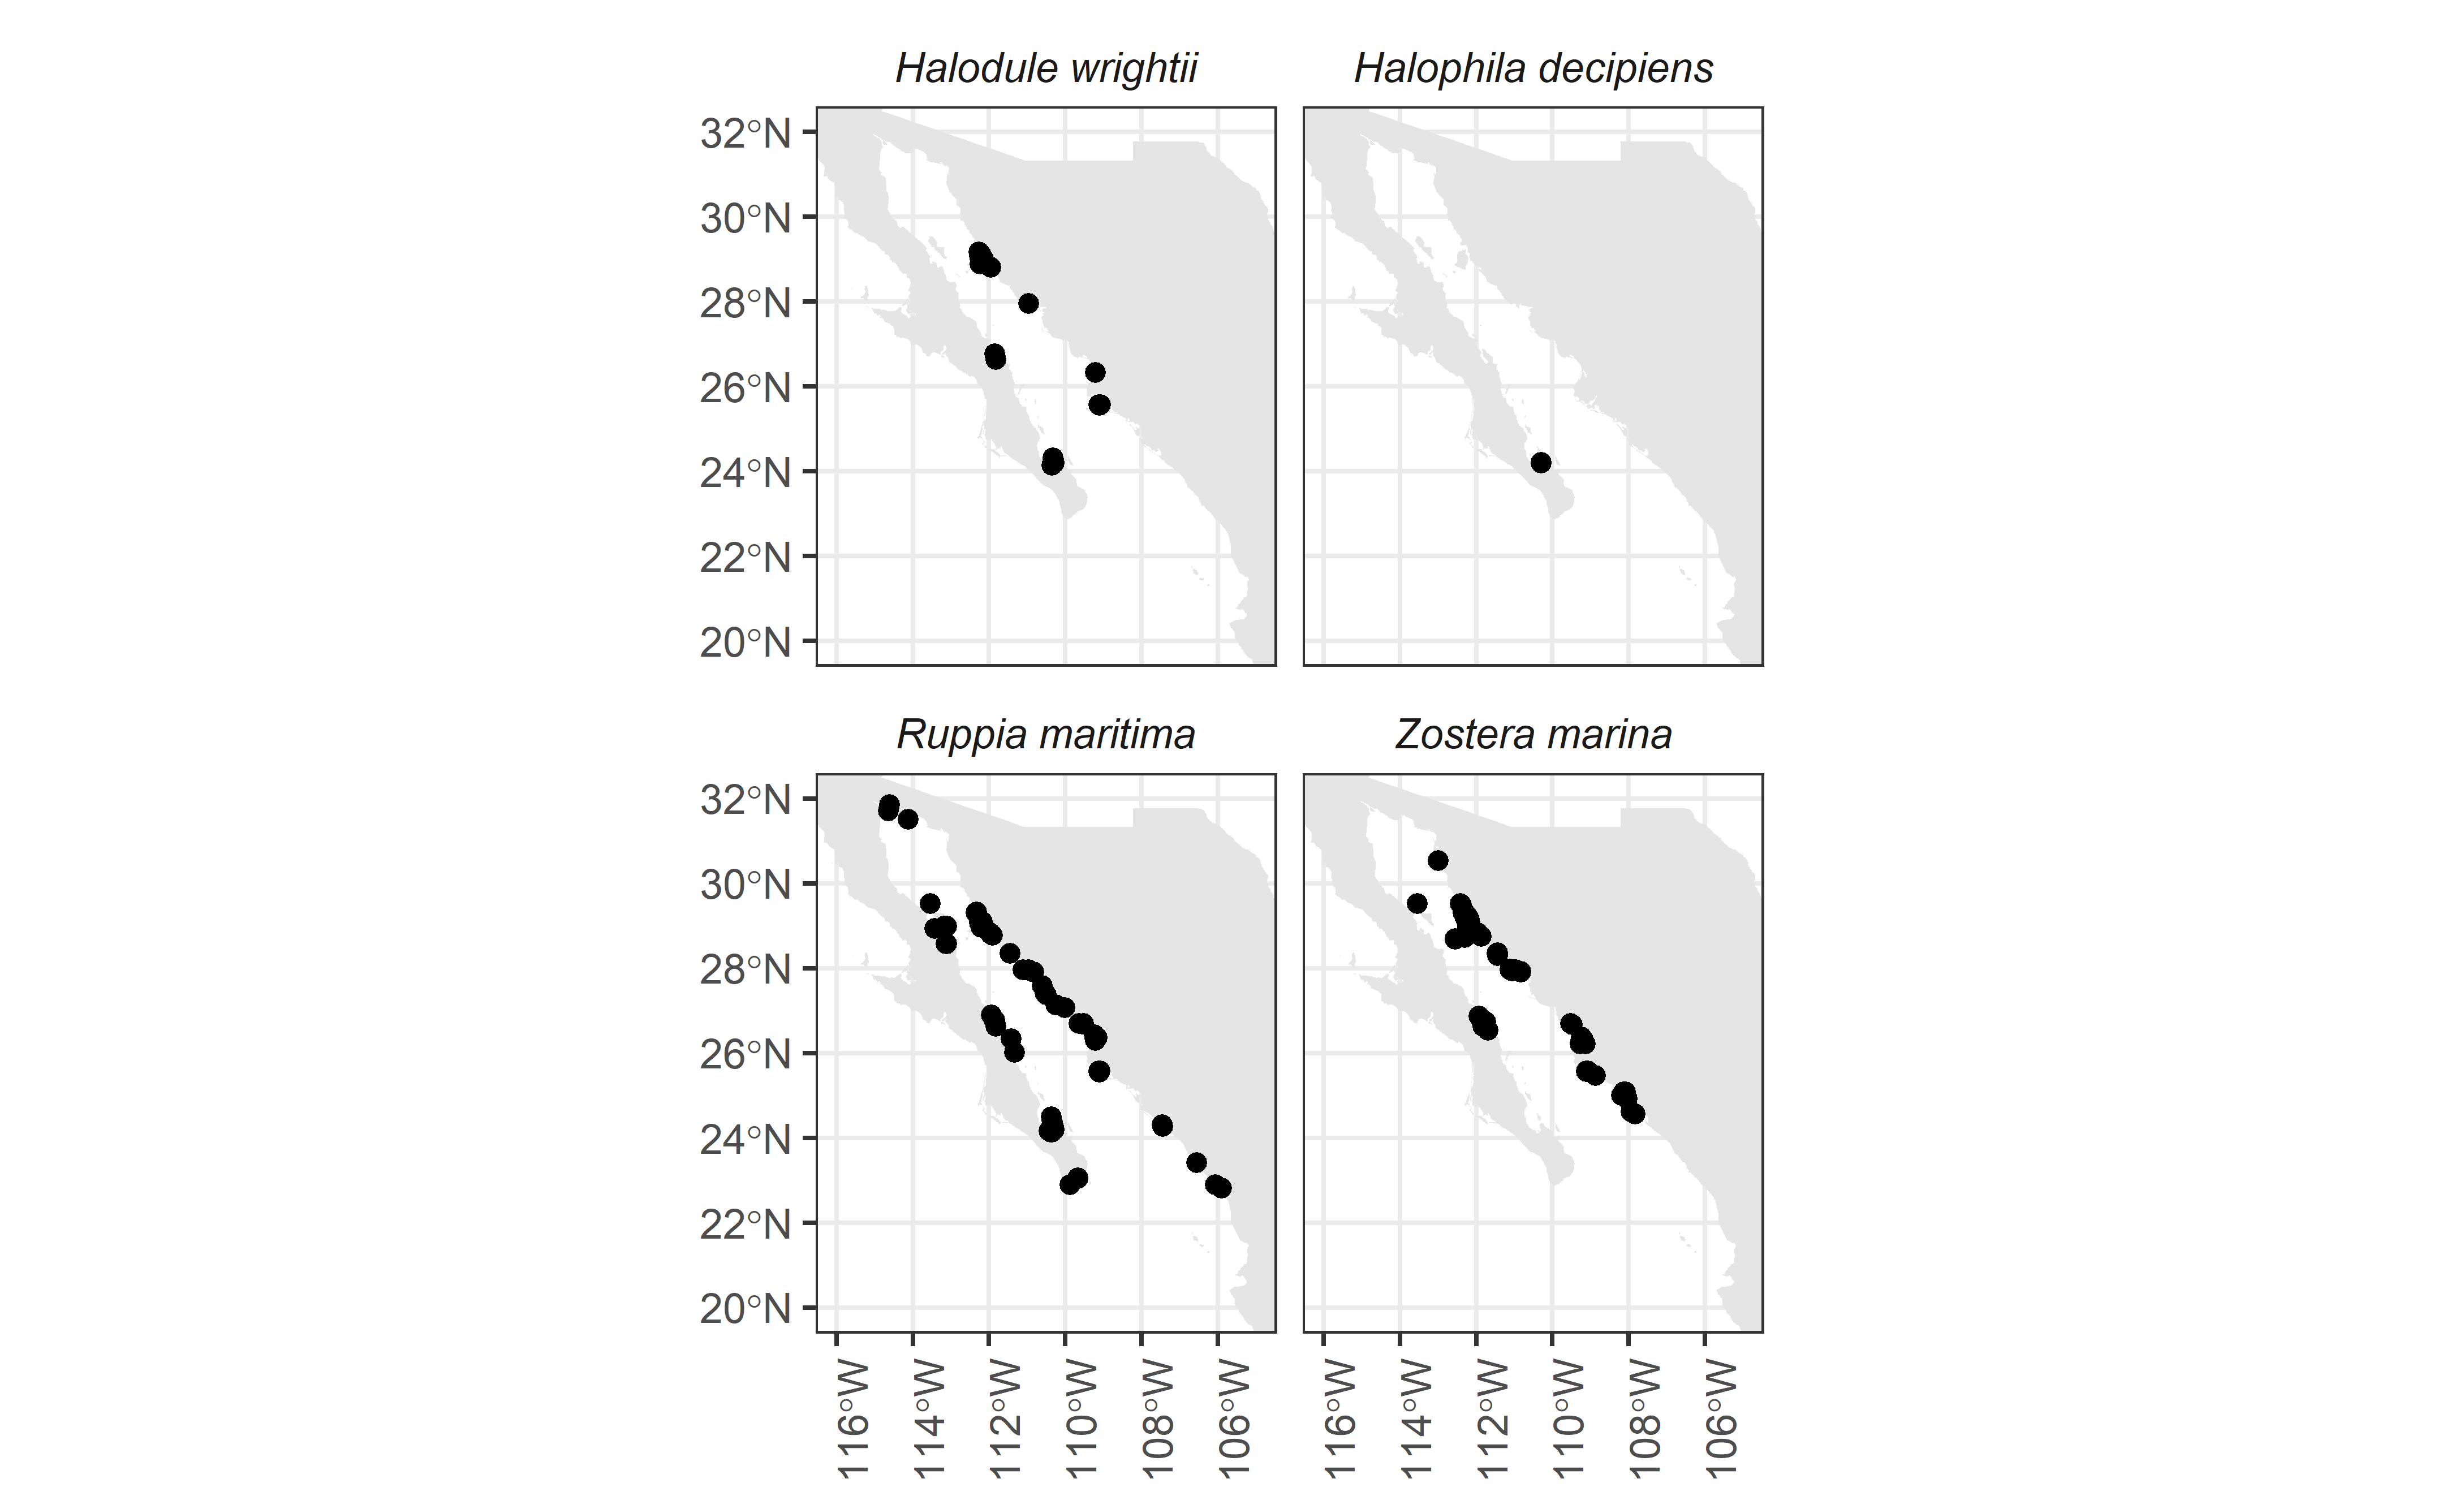 Halodule wrightii
Halophila decipiens
32°N
30°N
28°N
26°N
24°N
22°N
20°N
Ruppia maritima
Zostera marina
32°N
30°N
28°N
26°N
24°N
22°N
20°N
116°W
114°W
112°W
110°W
108°W
106°W
116°W
114°W
112°W
110°W
108°W
106°W